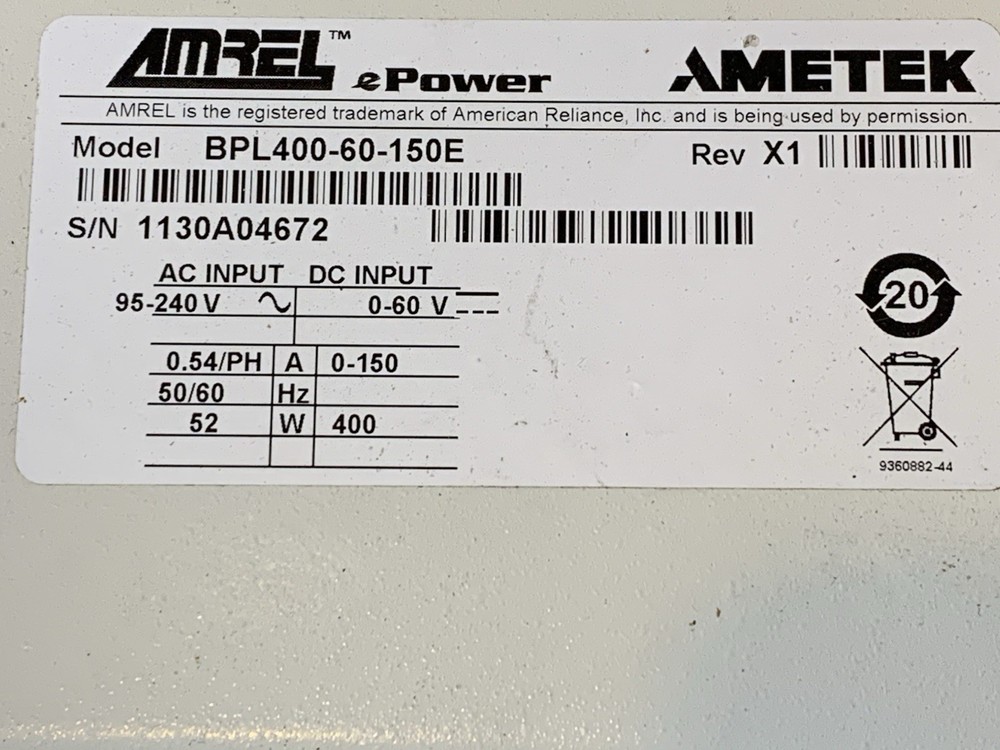 AMREL™ ePower AMETEK
AMREL is the registered trademark of American Reliance, Inc. and is being used by permission.
Model BPL400-60-150E Rev X1
S/N 1130A04672
AC INPUT DC INPUT
95-240 V 0-60 V
0.54/PH A 0-150
50/60 Hz
52 W 400
20
9360882-44